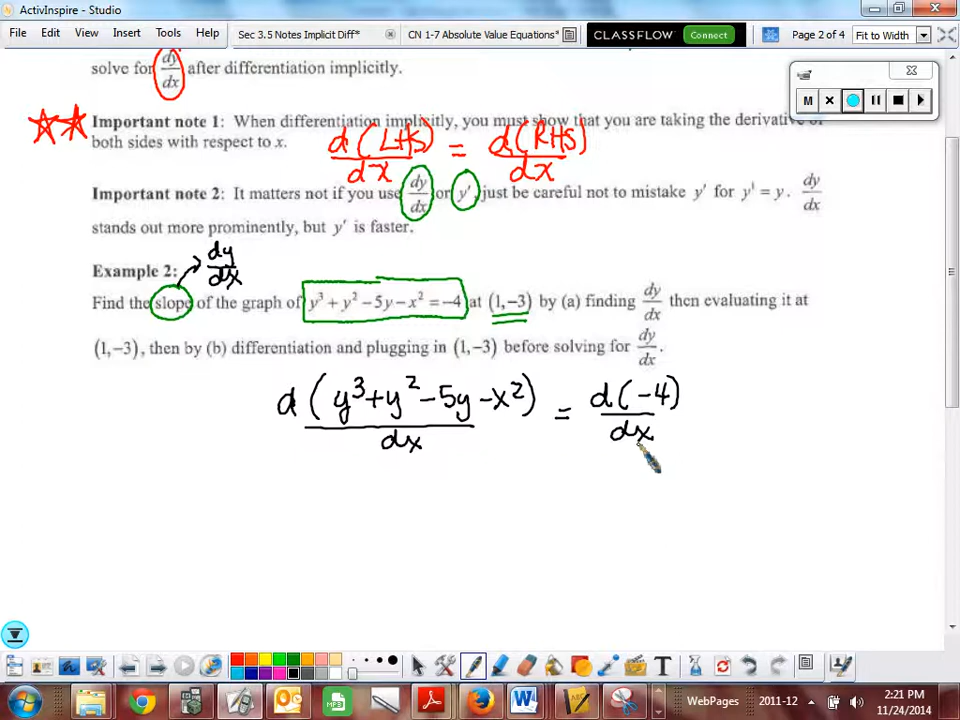 ActivInspire - Studio
File Edit View Insert Tools Help Sec 3.5 Notes Implicit Diff* CN 1-7 Absolute Value Equations* CLASSFLOW Connect Page 2 of 4 Fit to Width
solve for dy/dx after differentiation implicitly.
M
Important note 1: When differentiation implicitly, you must show that you are taking the derivative of
both sides with respect to x.
d(LHS)/dx = d(RHS)/dx
Important note 2: It matters not if you use dy/dx or y′, just be careful not to mistake y′ for y¹ = y. dy/dx
stands out more prominently, but y′ is faster.
dy/dx
Example 2:
Find the slope of the graph of y³ + y² − 5y − x² = −4 at (1,−3) by (a) finding dy/dx then evaluating it at
(1,−3), then by (b) differentiation and plugging in (1,−3) before solving for dy/dx.
d(y³+y²−5y−x²)/dx = d(−4)/dx
T
WebPages 2011-12 2:21 PM
11/24/2014